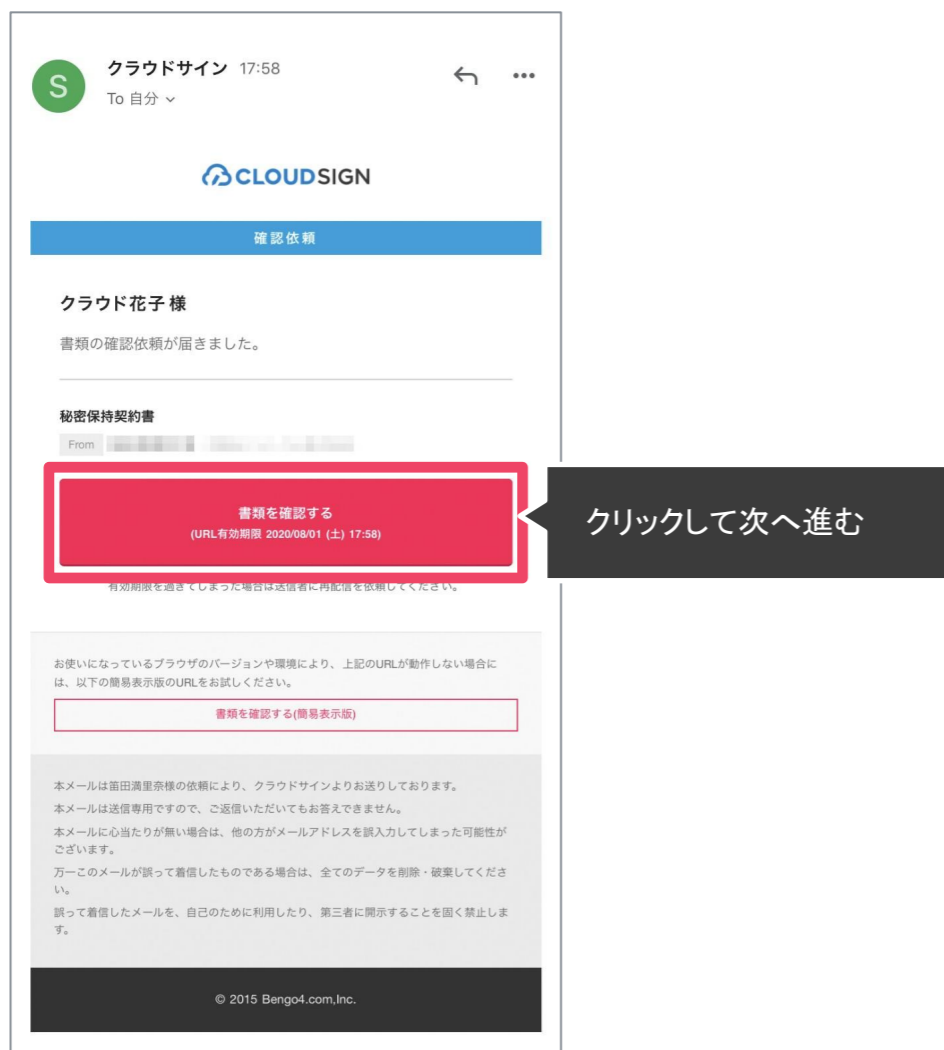 S
クラウドサイン 17:58
To 自分
CLOUDSIGN
確認依頼
クラウド花子 様
書類の確認依頼が届きました。
秘密保持契約書
From
書類を確認する
(URL有効期限 2020/08/01 (土) 17:58)
クリックして次へ進む
有効期限を過ぎてしまった場合は送信者に再配信を依頼してください。
お使いになっているブラウザのバージョンや環境により、上記のURLが動作しない場合に
は、以下の簡易表示版のURLをお試しください。
書類を確認する(簡易表示版)
本メールは笛田満里奈様の依頼により、クラウドサインよりお送りしております。
本メールは送信専用ですので、ご返信いただいてもお答えできません。
本メールに心当たりが無い場合は、他の方がメールアドレスを誤入力してしまった可能性が
ございます。
万一このメールが誤って着信したものである場合は、全てのデータを削除・破棄してくださ
い。
誤って着信したメールを、自己のために利用したり、第三者に開示することを固く禁止しま
す。
© 2015 Bengo4.com,Inc.